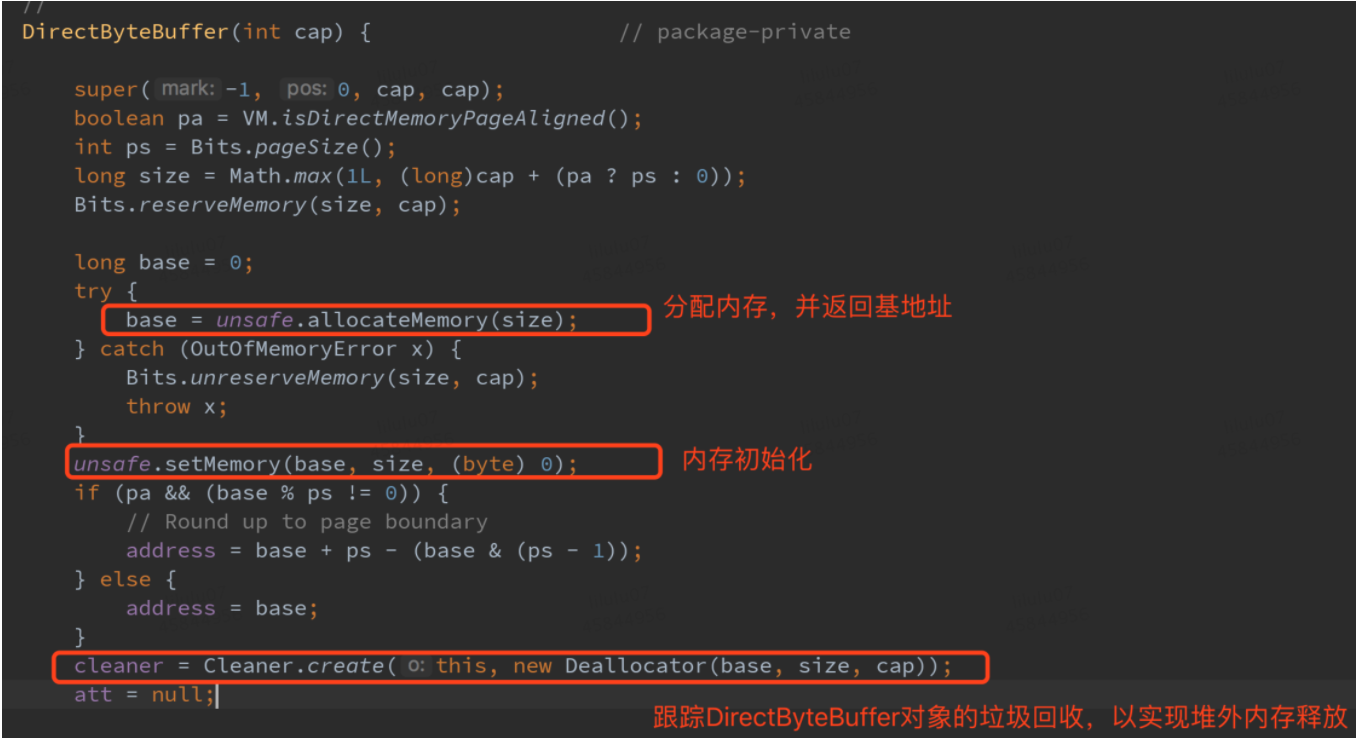 //
DirectByteBuffer(int cap) { // package-private
super( mark: -1, pos: 0, cap, cap);
boolean pa = VM.isDirectMemoryPageAligned();
int ps = Bits.pageSize();
long size = Math.max(1L, (long)cap + (pa ? ps : 0));
Bits.reserveMemory(size, cap);
long base = 0;
try {
base = unsafe.allocateMemory(size);
分配内存，并返回基地址
} catch (OutOfMemoryError x) {
Bits.unreserveMemory(size, cap);
throw x;
}
unsafe.setMemory(base, size, (byte) 0);
内存初始化
if (pa && (base % ps != 0)) {
// Round up to page boundary
address = base + ps - (base & (ps - 1));
} else {
address = base;
}
cleaner = Cleaner.create( o: this, new Deallocator(base, size, cap));
att = null;
跟踪DirectByteBuffer对象的垃圾回收，以实现堆外内存释放